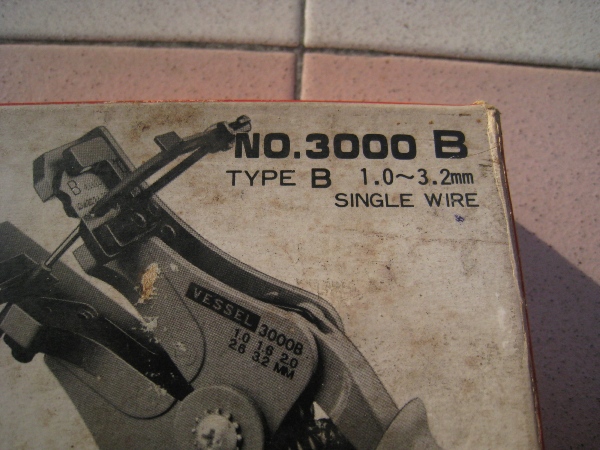 NO.3000 B
TYPE B 1.0～3.2mm
SINGLE WIRE
B
VESSEL 3000B
1.0 1.6 2.0
2.6 3.2 MM